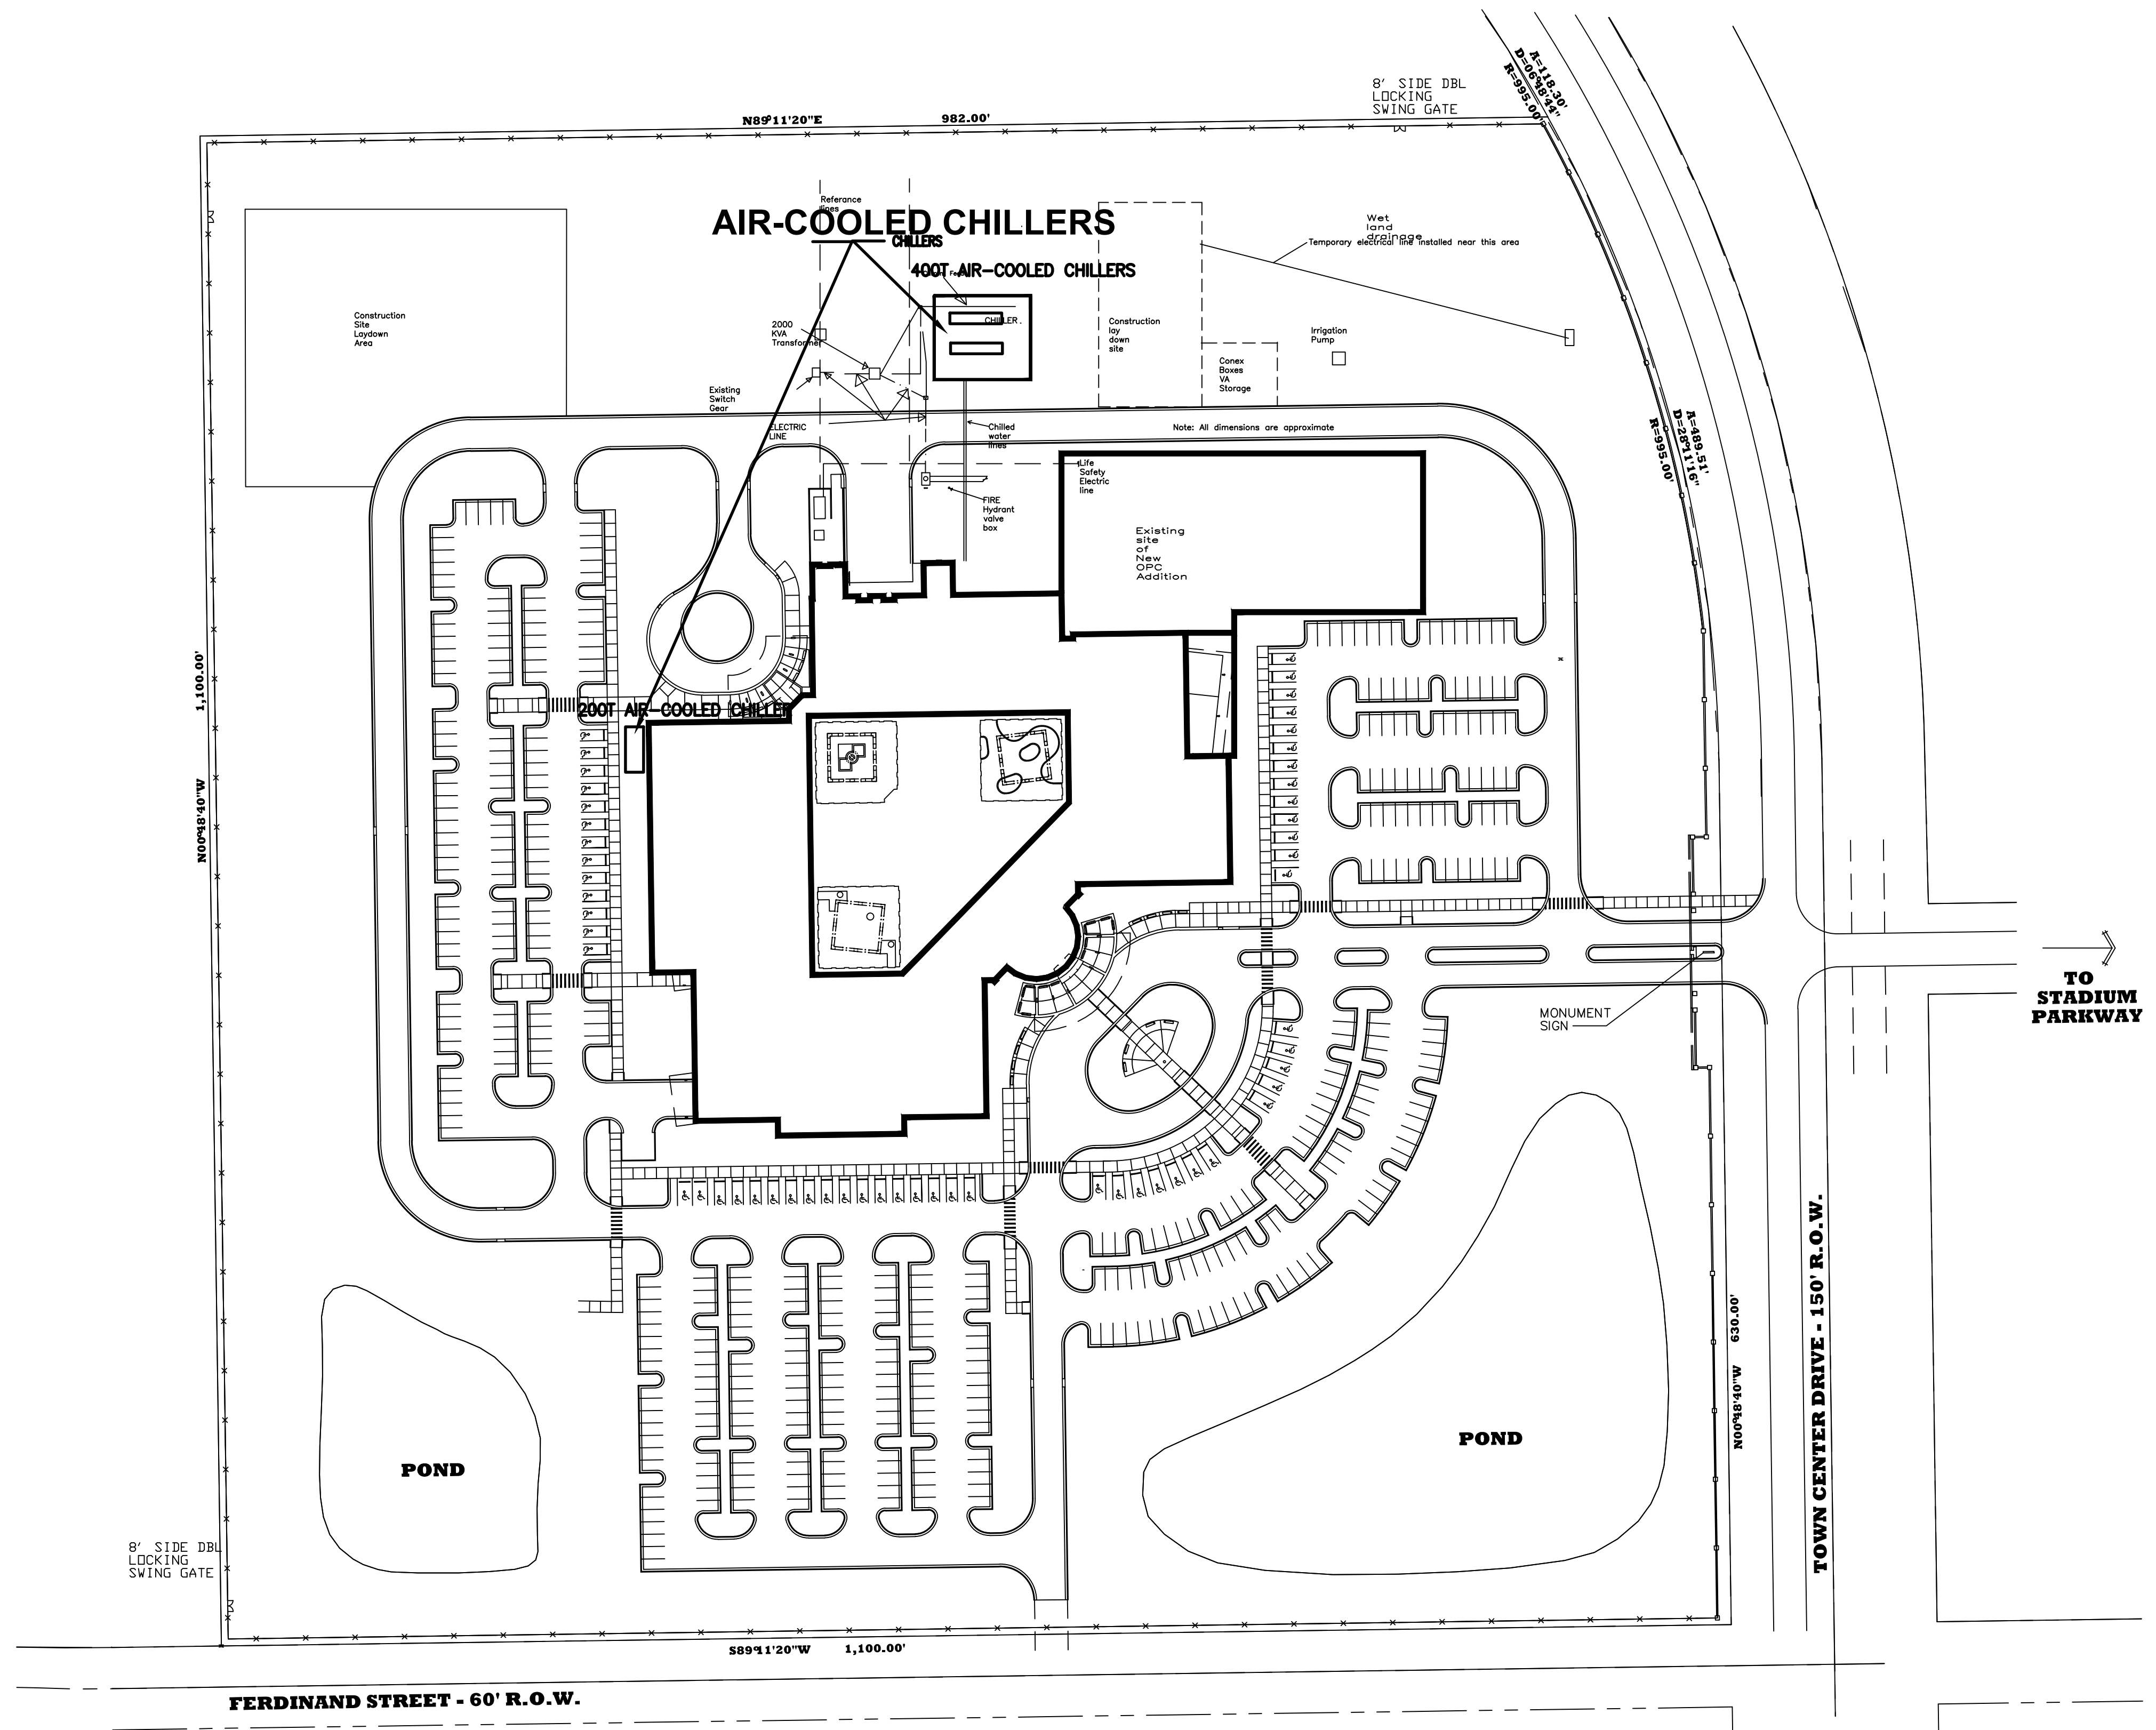 8' SIDE DBL
LOCKING
SWING GATE
A=118.30'
D=06°48'44"
R=995.00'
N89°11'20"E 982.00'
Referance
lines
AIR-COOLED CHILLERS
CHILLERS
400T AIR-COOLED CHILLERS
Wet
land
drainage
Temporary electrical line installed near this area
Construction
Site
Laydown
Area
2000
KVA
Transformer
CHILLER
Construction
lay
down
site
Irrigation
Pump
Conex
Boxes
VA
Storage
Existing
Switch
Gear
ELECTRIC
LINE
Chilled
water
lines
Note: All dimensions are approximate
A=489.51'
D=28°11'16"
R=995.00'
Life
Safety
Electric
line
FIRE
Hydrant
valve
box
Existing
site
of
New
OPC
Addition
1,100.00'
N00°48'40"W
200T AIR-COOLED CHILLER
MONUMENT
SIGN
TO
STADIUM
PARKWAY
TOWN CENTER DRIVE - 150' R.O.W.
630.00'
N00°48'40"W
POND
POND
8' SIDE DBL
LOCKING
SWING GATE
S89°11'20"W 1,100.00'
FERDINAND STREET - 60' R.O.W.